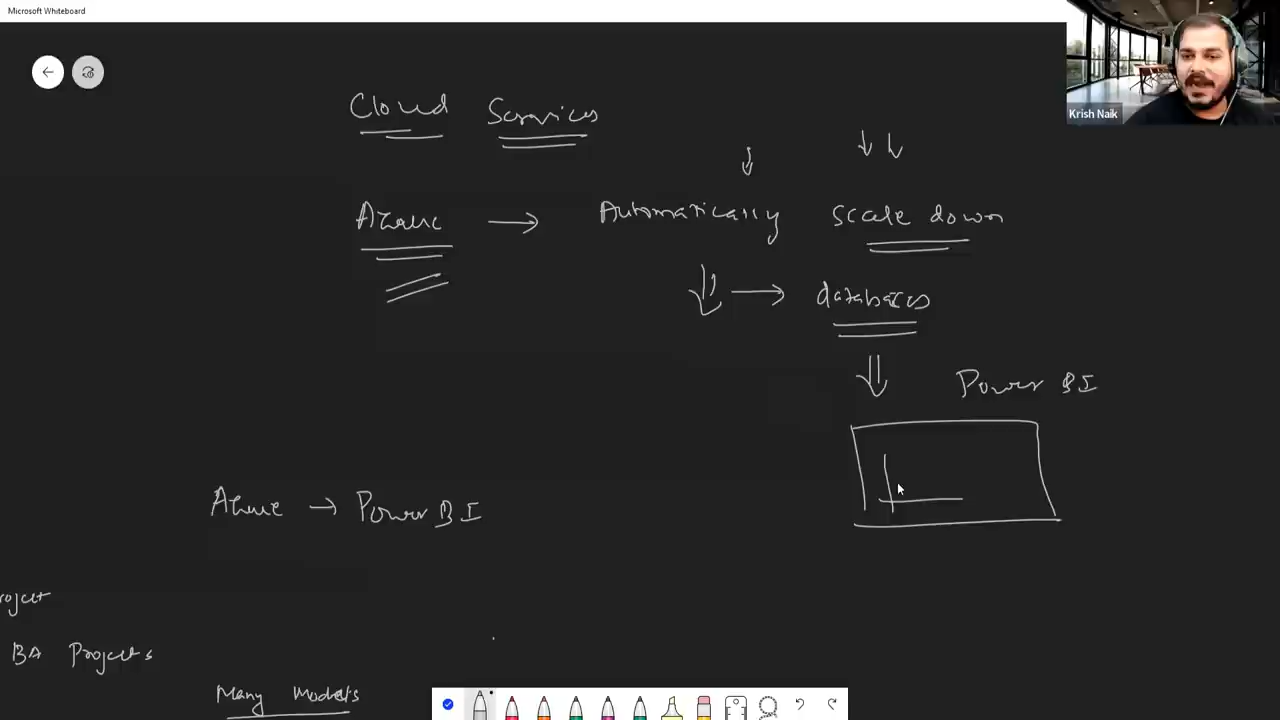 Microsoft Whiteboard
Krish Naik
Cloud Services
Azure → Automatically scale down
→ databases
Power BI
Azure → Power BI
roject
BA Projects
Many Models